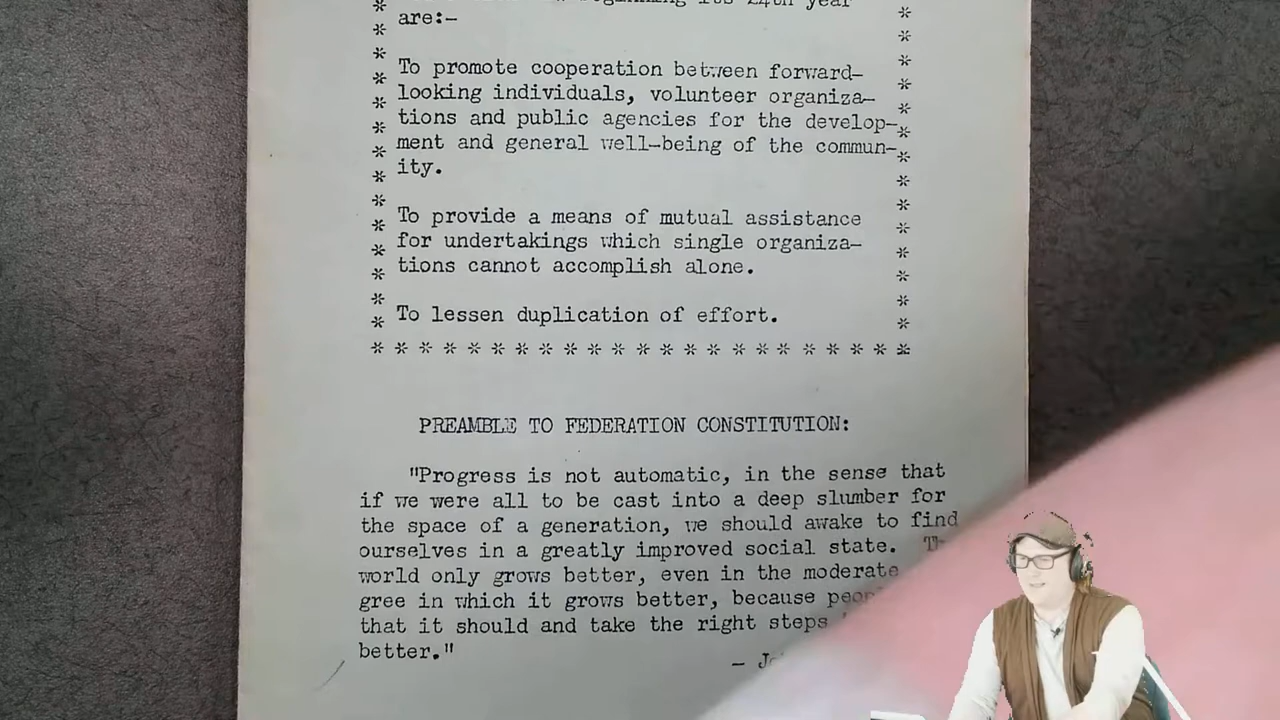 beginning its 24th year
are:-
To promote cooperation between forward-
looking individuals, volunteer organiza-
tions and public agencies for the develop-
ment and general well-being of the commun-
ity.
To provide a means of mutual assistance
for undertakings which single organiza-
tions cannot accomplish alone.
To lessen duplication of effort.
* * * * * * * * * * * * * * * * * * * * * * *
PREAMBLE TO FEDERATION CONSTITUTION:
"Progress is not automatic, in the sense that
if we were all to be cast into a deep slumber for
the space of a generation, we should awake to find
ourselves in a greatly improved social state.
world only grows better, even in the moderate
gree in which it grows better, because
that it should and take the right steps
better."